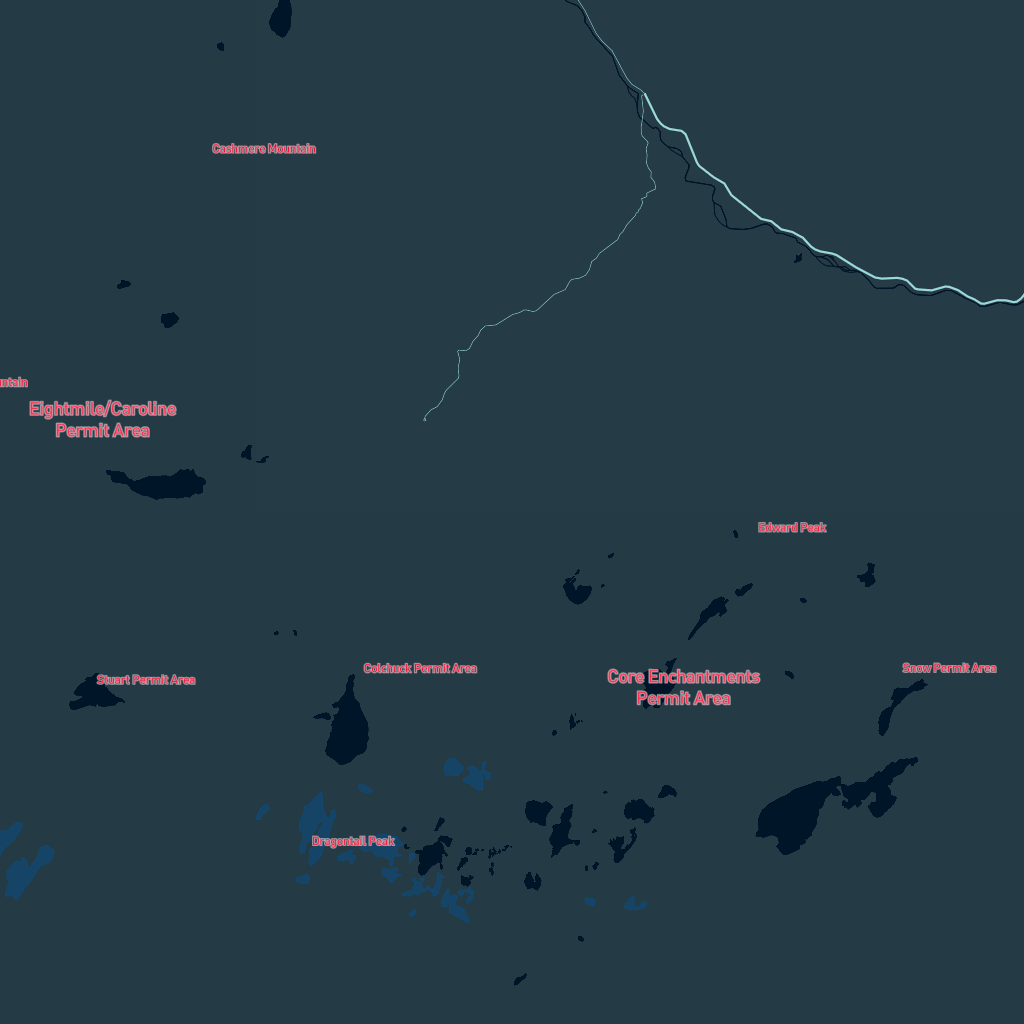 Cashmere Mountain
untain
Eightmile/Caroline
Permit Area
Edward Peak
Colchuck Permit Area
Snow Permit Area
Stuart Permit Area
Core Enchantments
Permit Area
Dragontail Peak